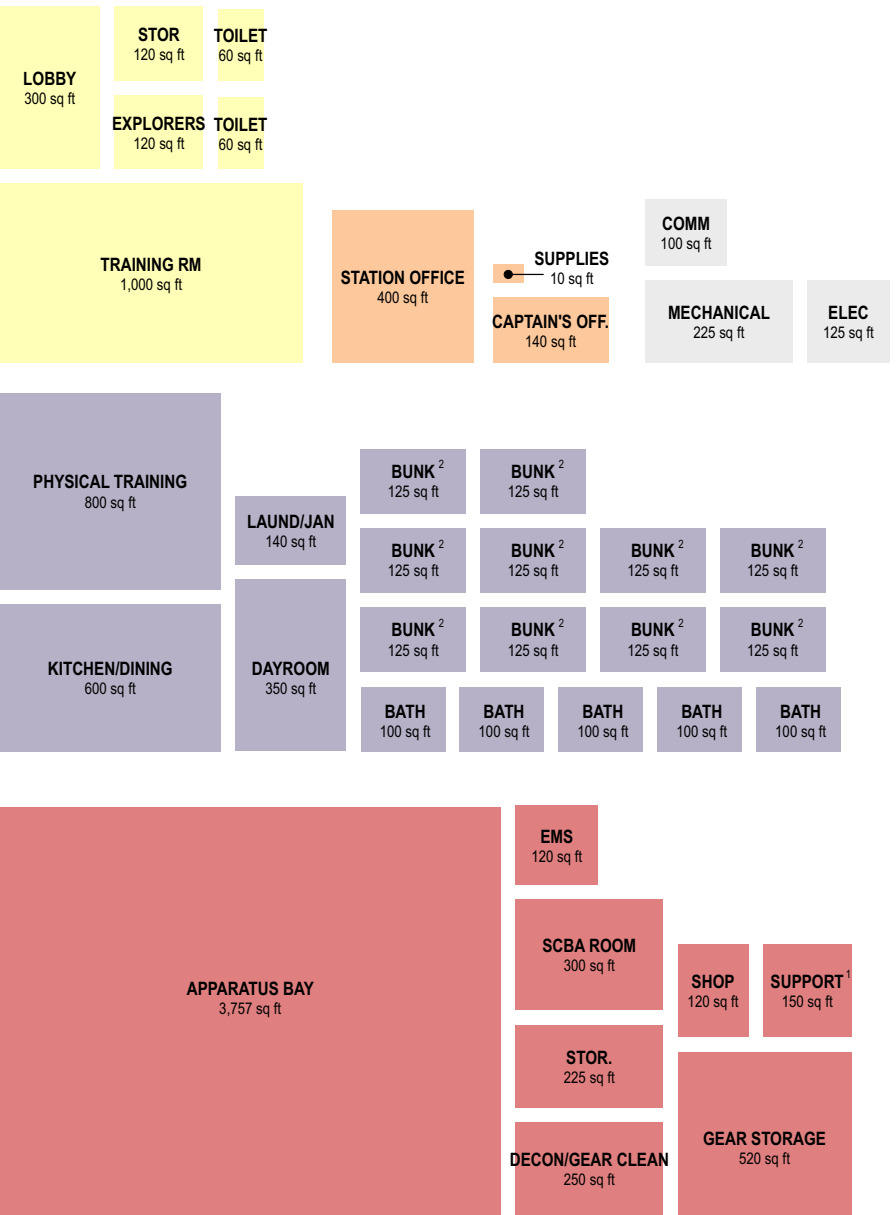 LOBBY
300 sq ft
STOR
120 sq ft
TOILET
60 sq ft
EXPLORERS
120 sq ft
TOILET
60 sq ft
TRAINING RM
1,000 sq ft
STATION OFFICE
400 sq ft
SUPPLIES
10 sq ft
CAPTAIN'S OFF.
140 sq ft
COMM
100 sq ft
MECHANICAL
225 sq ft
ELEC
125 sq ft
PHYSICAL TRAINING
800 sq ft
LAUND/JAN
140 sq ft
KITCHEN/DINING
600 sq ft
DAYROOM
350 sq ft
BUNK 2
125 sq ft
BUNK 2
125 sq ft
BUNK 2
125 sq ft
BUNK 2
125 sq ft
BUNK 2
125 sq ft
BUNK 2
125 sq ft
BUNK 2
125 sq ft
BUNK 2
125 sq ft
BUNK 2
125 sq ft
BUNK 2
125 sq ft
BATH
100 sq ft
BATH
100 sq ft
BATH
100 sq ft
BATH
100 sq ft
BATH
100 sq ft
APPARATUS BAY
3,757 sq ft
EMS
120 sq ft
SCBA ROOM
300 sq ft
SHOP
120 sq ft
SUPPORT 1
150 sq ft
STOR.
225 sq ft
DECON/GEAR CLEAN
250 sq ft
GEAR STORAGE
520 sq ft